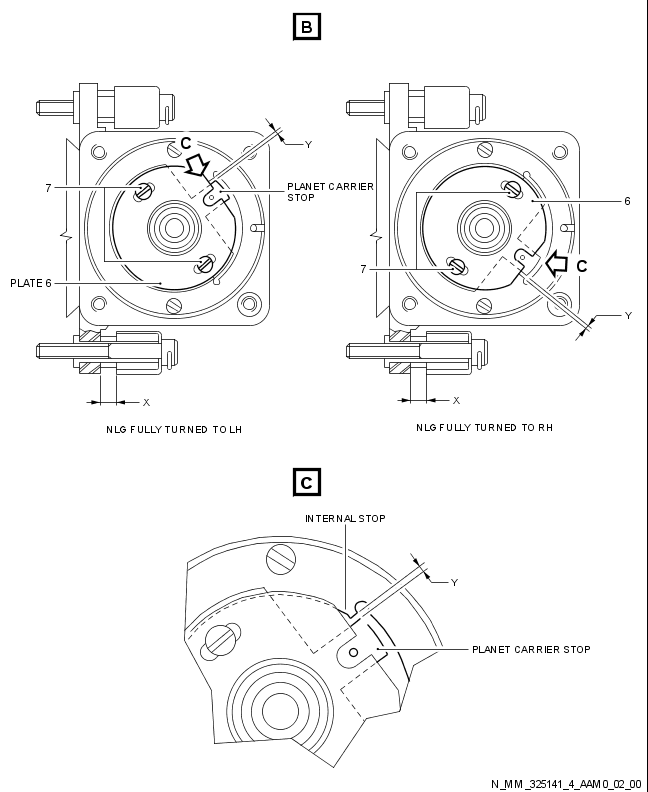 B
Y
C
7
PLANET CARRIER
STOP
6
PLATE 6
C
7
Y
X
X
NLG FULLY TURNED TO LH
NLG FULLY TURNED TO RH
C
INTERNAL STOP
Y
PLANET CARRIER STOP
N_MM_325141_4_AAM0_02_00